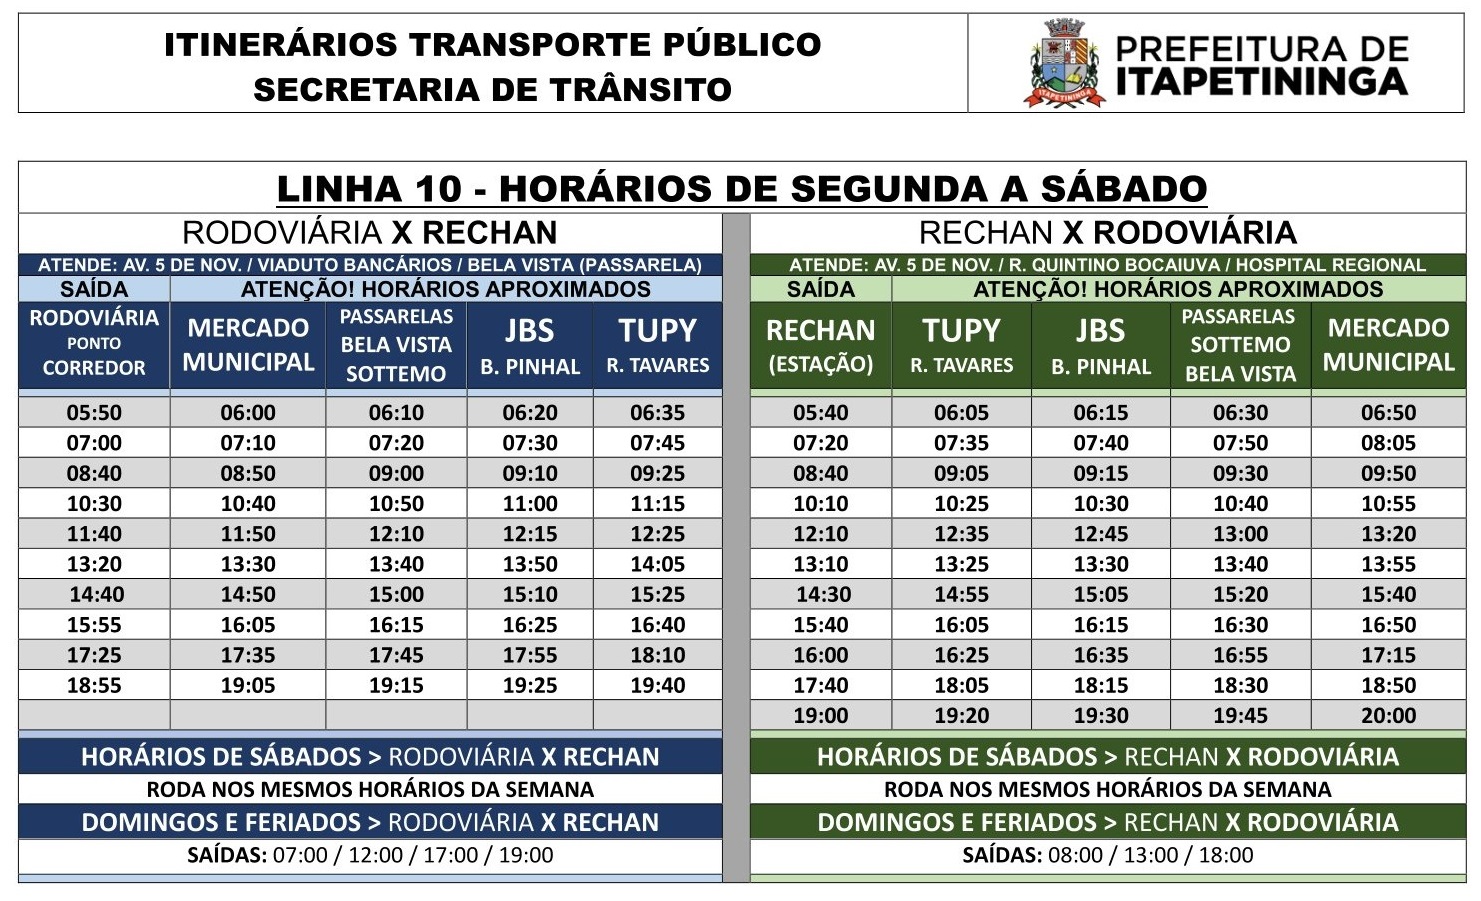 ITINERÁRIOS TRANSPORTE PÚBLICO
SECRETARIA DE TRÂNSITO
ITAPETININGA
PREFEITURA DE
ITAPETININGA
LINHA 10 - HORÁRIOS DE SEGUNDA A SÁBADO
RODOVIÁRIA X RECHAN
ATENDE: AV. 5 DE NOV. / VIADUTO BANCÁRIOS / BELA VISTA (PASSARELA)
SAÍDA ATENÇÃO! HORÁRIOS APROXIMADOS
RODOVIÁRIA
PONTO
CORREDOR
MERCADO
MUNICIPAL
PASSARELAS
BELA VISTA
SOTTEMO
JBS
B. PINHAL
TUPY
R. TAVARES
05:50 06:00 06:10 06:20 06:35
07:00 07:10 07:20 07:30 07:45
08:40 08:50 09:00 09:10 09:25
10:30 10:40 10:50 11:00 11:15
11:40 11:50 12:10 12:15 12:25
13:20 13:30 13:40 13:50 14:05
14:40 14:50 15:00 15:10 15:25
15:55 16:05 16:15 16:25 16:40
17:25 17:35 17:45 17:55 18:10
18:55 19:05 19:15 19:25 19:40
HORÁRIOS DE SÁBADOS > RODOVIÁRIA X RECHAN
RODA NOS MESMOS HORÁRIOS DA SEMANA
DOMINGOS E FERIADOS > RODOVIÁRIA X RECHAN
SAÍDAS: 07:00 / 12:00 / 17:00 / 19:00
RECHAN X RODOVIÁRIA
ATENDE: AV. 5 DE NOV. / R. QUINTINO BOCAIUVA / HOSPITAL REGIONAL
SAÍDA ATENÇÃO! HORÁRIOS APROXIMADOS
RECHAN
(ESTAÇÃO)
TUPY
R. TAVARES
JBS
B. PINHAL
PASSARELAS
SOTTEMO
BELA VISTA
MERCADO
MUNICIPAL
05:40 06:05 06:15 06:30 06:50
07:20 07:35 07:40 07:50 08:05
08:40 09:05 09:15 09:30 09:50
10:10 10:25 10:30 10:40 10:55
12:10 12:35 12:45 13:00 13:20
13:10 13:25 13:30 13:40 13:55
14:30 14:55 15:05 15:20 15:40
15:40 16:05 16:15 16:30 16:50
16:00 16:25 16:35 16:55 17:15
17:40 18:05 18:15 18:30 18:50
19:00 19:20 19:30 19:45 20:00
HORÁRIOS DE SÁBADOS > RECHAN X RODOVIÁRIA
RODA NOS MESMOS HORÁRIOS DA SEMANA
DOMINGOS E FERIADOS > RECHAN X RODOVIÁRIA
SAÍDAS: 08:00 / 13:00 / 18:00